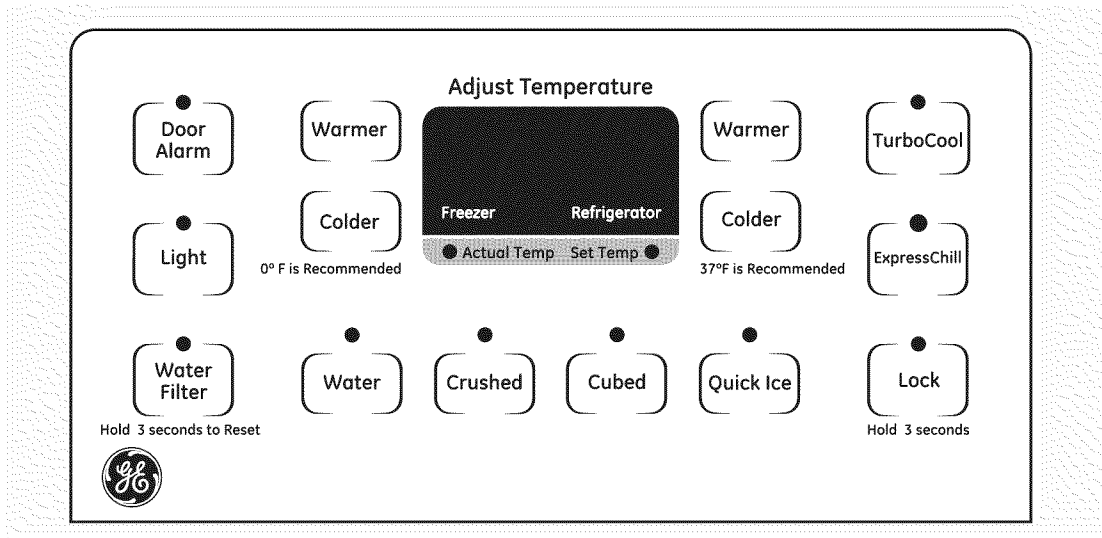 Adjust Temperature
Door
Alarm
Warmer
Warmer
TurboCool
Light
Colder
Freezer
Refrigerator
Colder
ExpressChill
0° F is Recommended
Actual Temp
Set Temp
37°F is Recommended
Water
Filter
Water
Crushed
Cubed
Quick Ice
Lock
Hold 3 seconds to Reset
Hold 3 seconds
GE